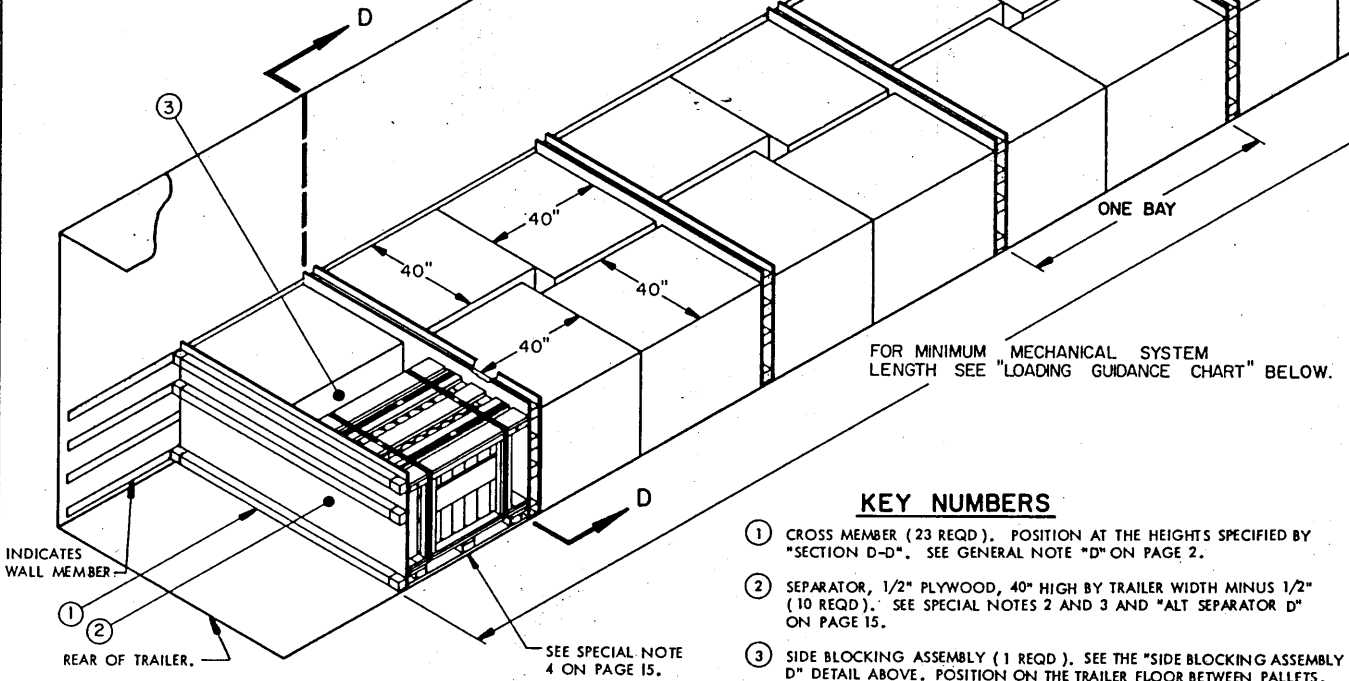 D
3
40"
40"
40"
40"
ONE BAY
FOR MINIMUM MECHANICAL SYSTEM
LENGTH SEE "LOADING GUIDANCE CHART" BELOW.
D
INDICATES
WALL MEMBER.
1
2
REAR OF TRAILER.
SEE SPECIAL NOTE
4 ON PAGE 15.
KEY NUMBERS
1 CROSS MEMBER (23 REQD). POSITION AT THE HEIGHTS SPECIFIED BY
"SECTION D-D". SEE GENERAL NOTE "D" ON PAGE 2.
2 SEPARATOR, 1/2" PLYWOOD, 40" HIGH BY TRAILER WIDTH MINUS 1/2"
(10 REQD). SEE SPECIAL NOTES 2 AND 3 AND "ALT SEPARATOR D"
ON PAGE 15.
3 SIDE BLOCKING ASSEMBLY (1 REQD). SEE THE "SIDE BLOCKING ASSEMBLY
D" DETAIL ABOVE. POSITION ON THE TRAILER FLOOR BETWEEN PALLETS.